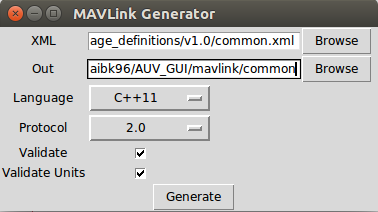 MAVLink Generator
XML age_definitions/v1.0/common.xml Browse
Out aibk96/AUV_GUI/mavlink/common Browse
Language C++11
Protocol 2.0
Validate
Validate Units
Generate